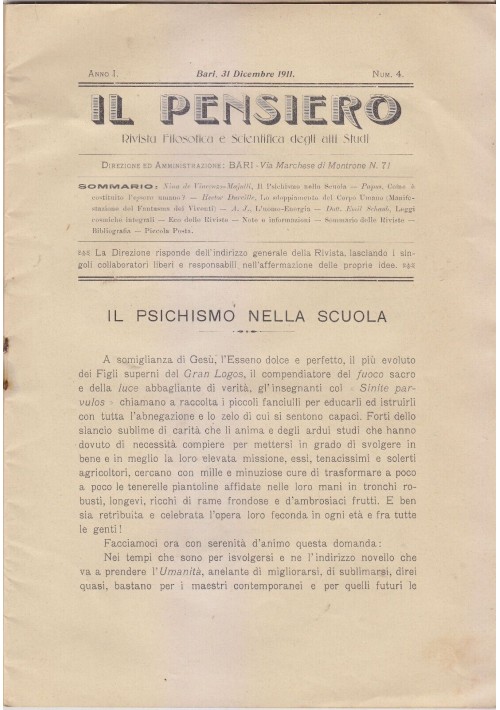 ANNO I.
Bari, 31 Dicembre 1911.
NUM. 4.
IL PENSIERO
Rivista Filosofica e Scientifica degli alti Studi
DIREZIONE ED AMMINISTRAZIONE: BARI - Via Marchese di Montrone N. 71
SOMMARIO: Nina de Vincenzo-Majulli, Il Psichismo nella Scuola — Papus, Come è
costituito l'essere umano? — Hector Durville, Lo sdoppiamento del Corpo Umano (Manife-
stazione del Fantasma dei Viventi) — A. J., L'uomo-Energia — Dott. Emil Schaub, Leggi
cosmiche integrali — Eco delle Riviste — Note e informazioni — Sommario delle Riviste —
Bibliografia — Piccola Posta.
La Direzione risponde dell'indirizzo generale della Rivista, lasciando i sin-
goli collaboratori liberi e responsabili nell'affermazione delle proprie idee.
IL PSICHISMO NELLA SCUOLA
A somiglianza di Gesù, l'Esseno dolce e perfetto, il più evoluto
dei Figli superni del Gran Logos, il compendiatore del fuoco sacro
e della luce abbagliante di verità, gl'insegnanti col « Sinite par-
vulos » chiamano a raccolta i piccoli fanciulli per educarli ed istruirli
con tutta l'abnegazione e lo zelo di cui si sentono capaci. Forti dello
slancio sublime di carità che li anima e degli ardui studi che hanno
dovuto di necessità compiere per mettersi in grado di svolgere in
bene e in meglio la loro elevata missione, essi, tenacissimi e solerti
agricoltori, cercano con mille e minuziose cure di trasformare a poco
a poco le tenerelle piantoline affidate nelle loro mani in tronchi ro-
busti, longevi, ricchi di rame frondose e d'ambrosiaci frutti. E ben
sia retribuita e celebrata l'opera loro feconda in ogni età e fra tutte
le genti!
Facciamoci ora con serenità d'animo questa domanda:
Nei tempi che sono per isvolgersi e ne l'indirizzo novello che
va a prendere l'Umanità, anelante di migliorarsi, di sublimarsi, direi
quasi, bastano per i maestri contemporanei e per quelli futuri le